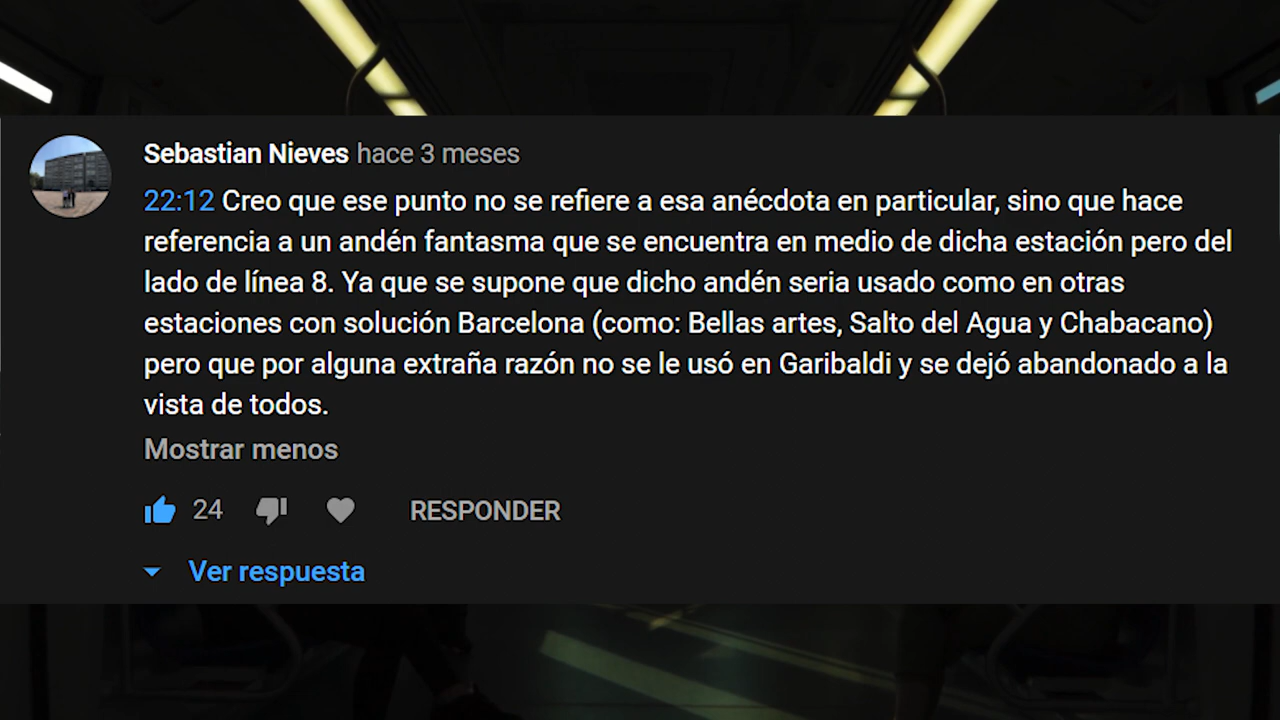 Sebastian Nieves hace 3 meses
22:12 Creo que ese punto no se refiere a esa anécdota en particular, sino que hace
referencia a un andén fantasma que se encuentra en medio de dicha estación pero del
lado de línea 8. Ya que se supone que dicho andén seria usado como en otras
estaciones con solución Barcelona (como: Bellas artes, Salto del Agua y Chabacano)
pero que por alguna extraña razón no se le usó en Garibaldi y se dejó abandonado a la
vista de todos.
Mostrar menos
24 RESPONDER
Ver respuesta